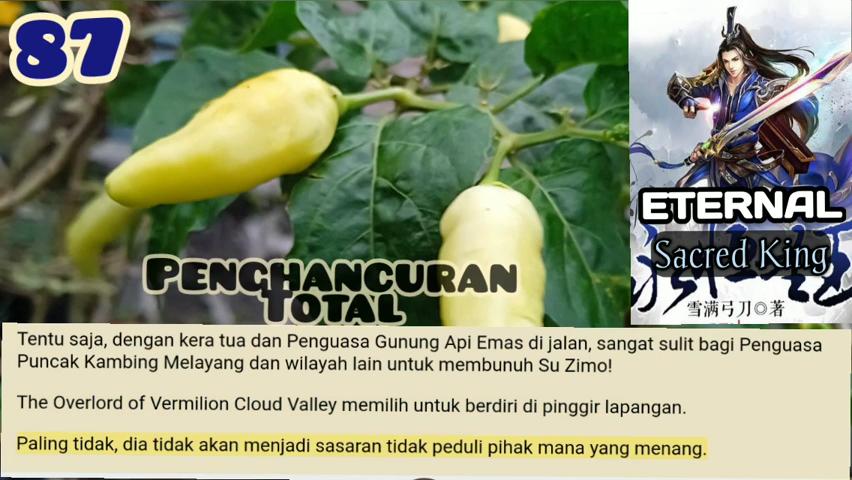 87
ETERNAL
Sacred King
雪满弓刀◎著
PENGHANCURAN
TOTAL
Tentu saja, dengan kera tua dan Penguasa Gunung Api Emas di jalan, sangat sulit bagi Penguasa
Puncak Kambing Melayang dan wilayah lain untuk membunuh Su Zimo!
The Overlord of Vermilion Cloud Valley memilih untuk berdiri di pinggir lapangan.
Paling tidak, dia tidak akan menjadi sasaran tidak peduli pihak mana yang menang.